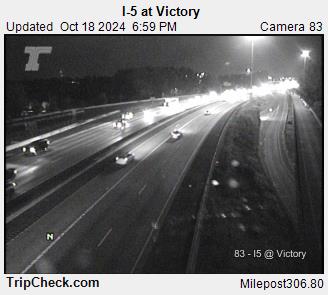 I-5 at Victory
Updated Oct 18 2024 6:59 PM Camera 83
T
N
83 - I5 @ Victory
TripCheck.com Milepost306.80